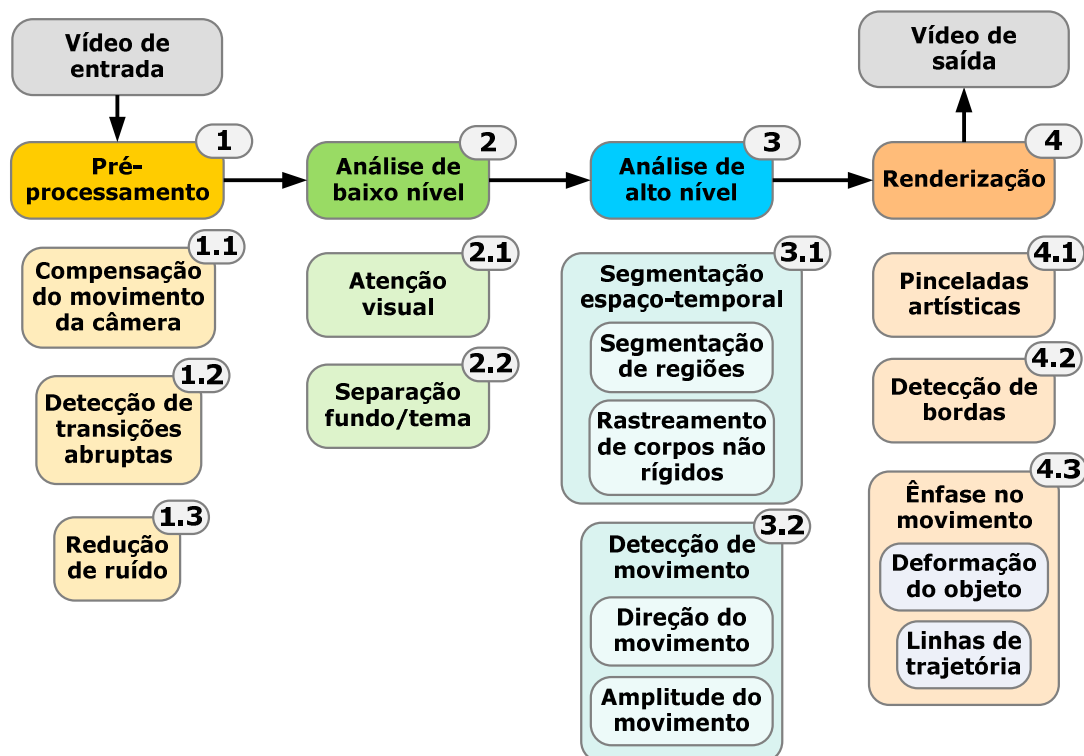 Vídeo de
entrada
Vídeo de
saída
1
Pré-
processamento
2
Análise de
baixo nível
3
Análise de
alto nível
4
Renderização
1.1
Compensação
do movimento
da câmera
1.2
Detecção de
transições
abruptas
1.3
Redução
de ruído
2.1
Atenção
visual
2.2
Separação
fundo/tema
3.1
Segmentação
espaço-temporal
Segmentação
de regiões
Rastreamento
de corpos não
rígidos
3.2
Detecção de
movimento
Direção do
movimento
Amplitude do
movimento
4.1
Pinceladas
artísticas
4.2
Detecção de
bordas
4.3
Ênfase no
movimento
Deformação
do objeto
Linhas de
trajetória